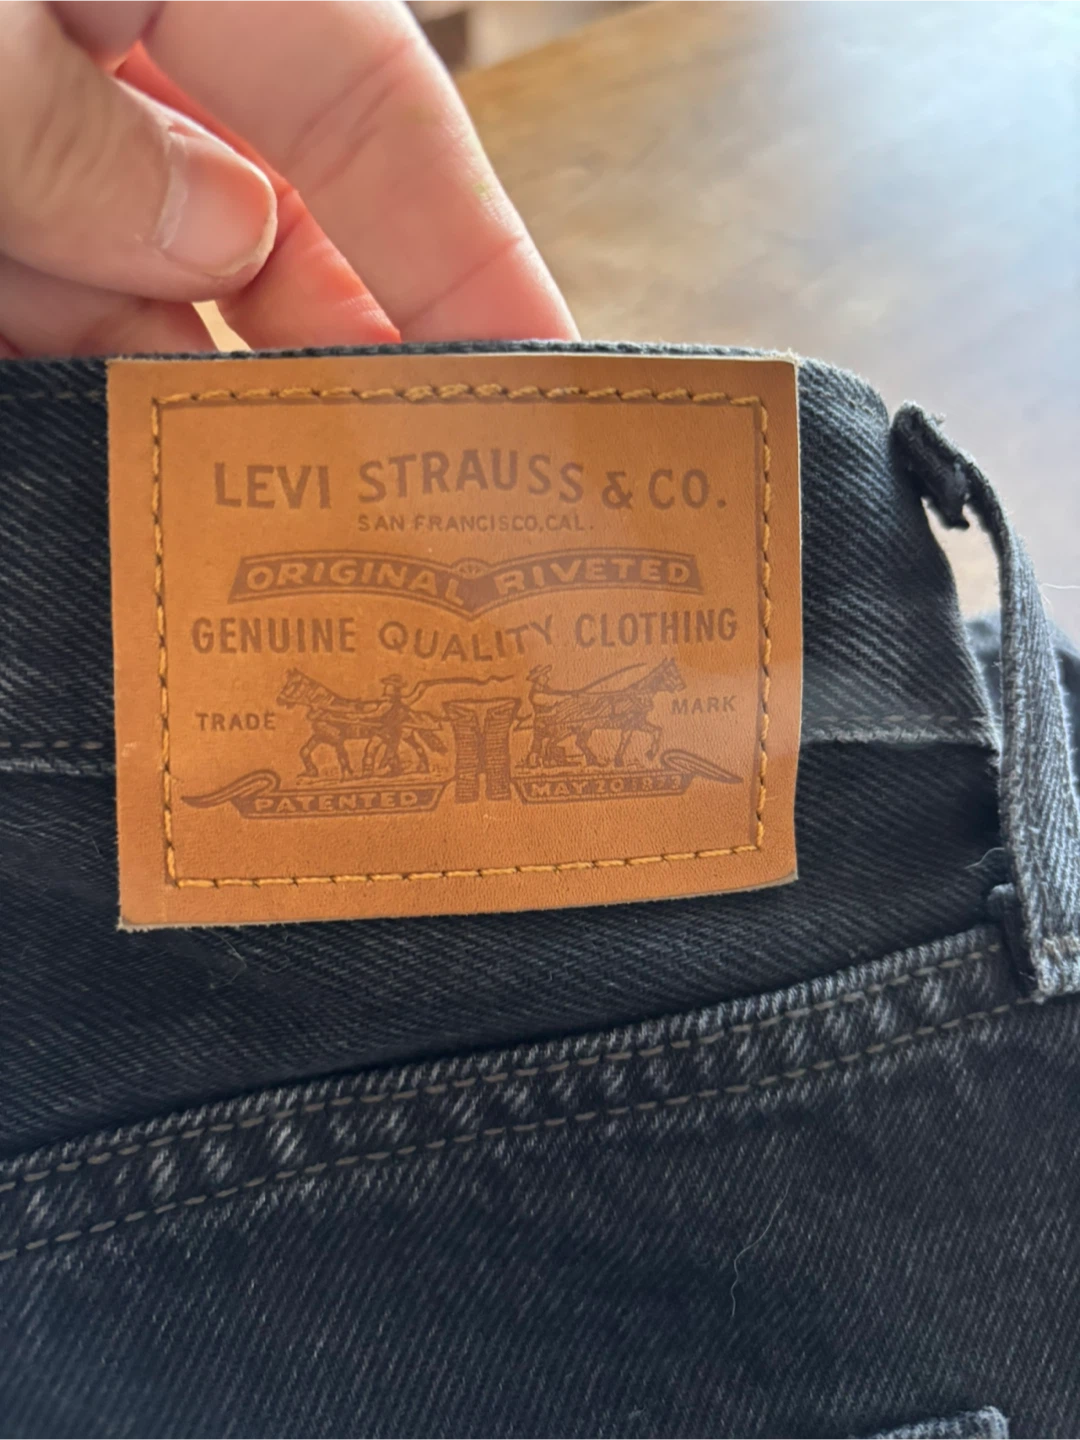 LEVI STRAUSS & CO.
SAN FRANCISCO, CAL.
ORIGINAL RIVETED
GENUINE QUALITY CLOTHING
TRADE MARK
PATENTED MAY 20 1873